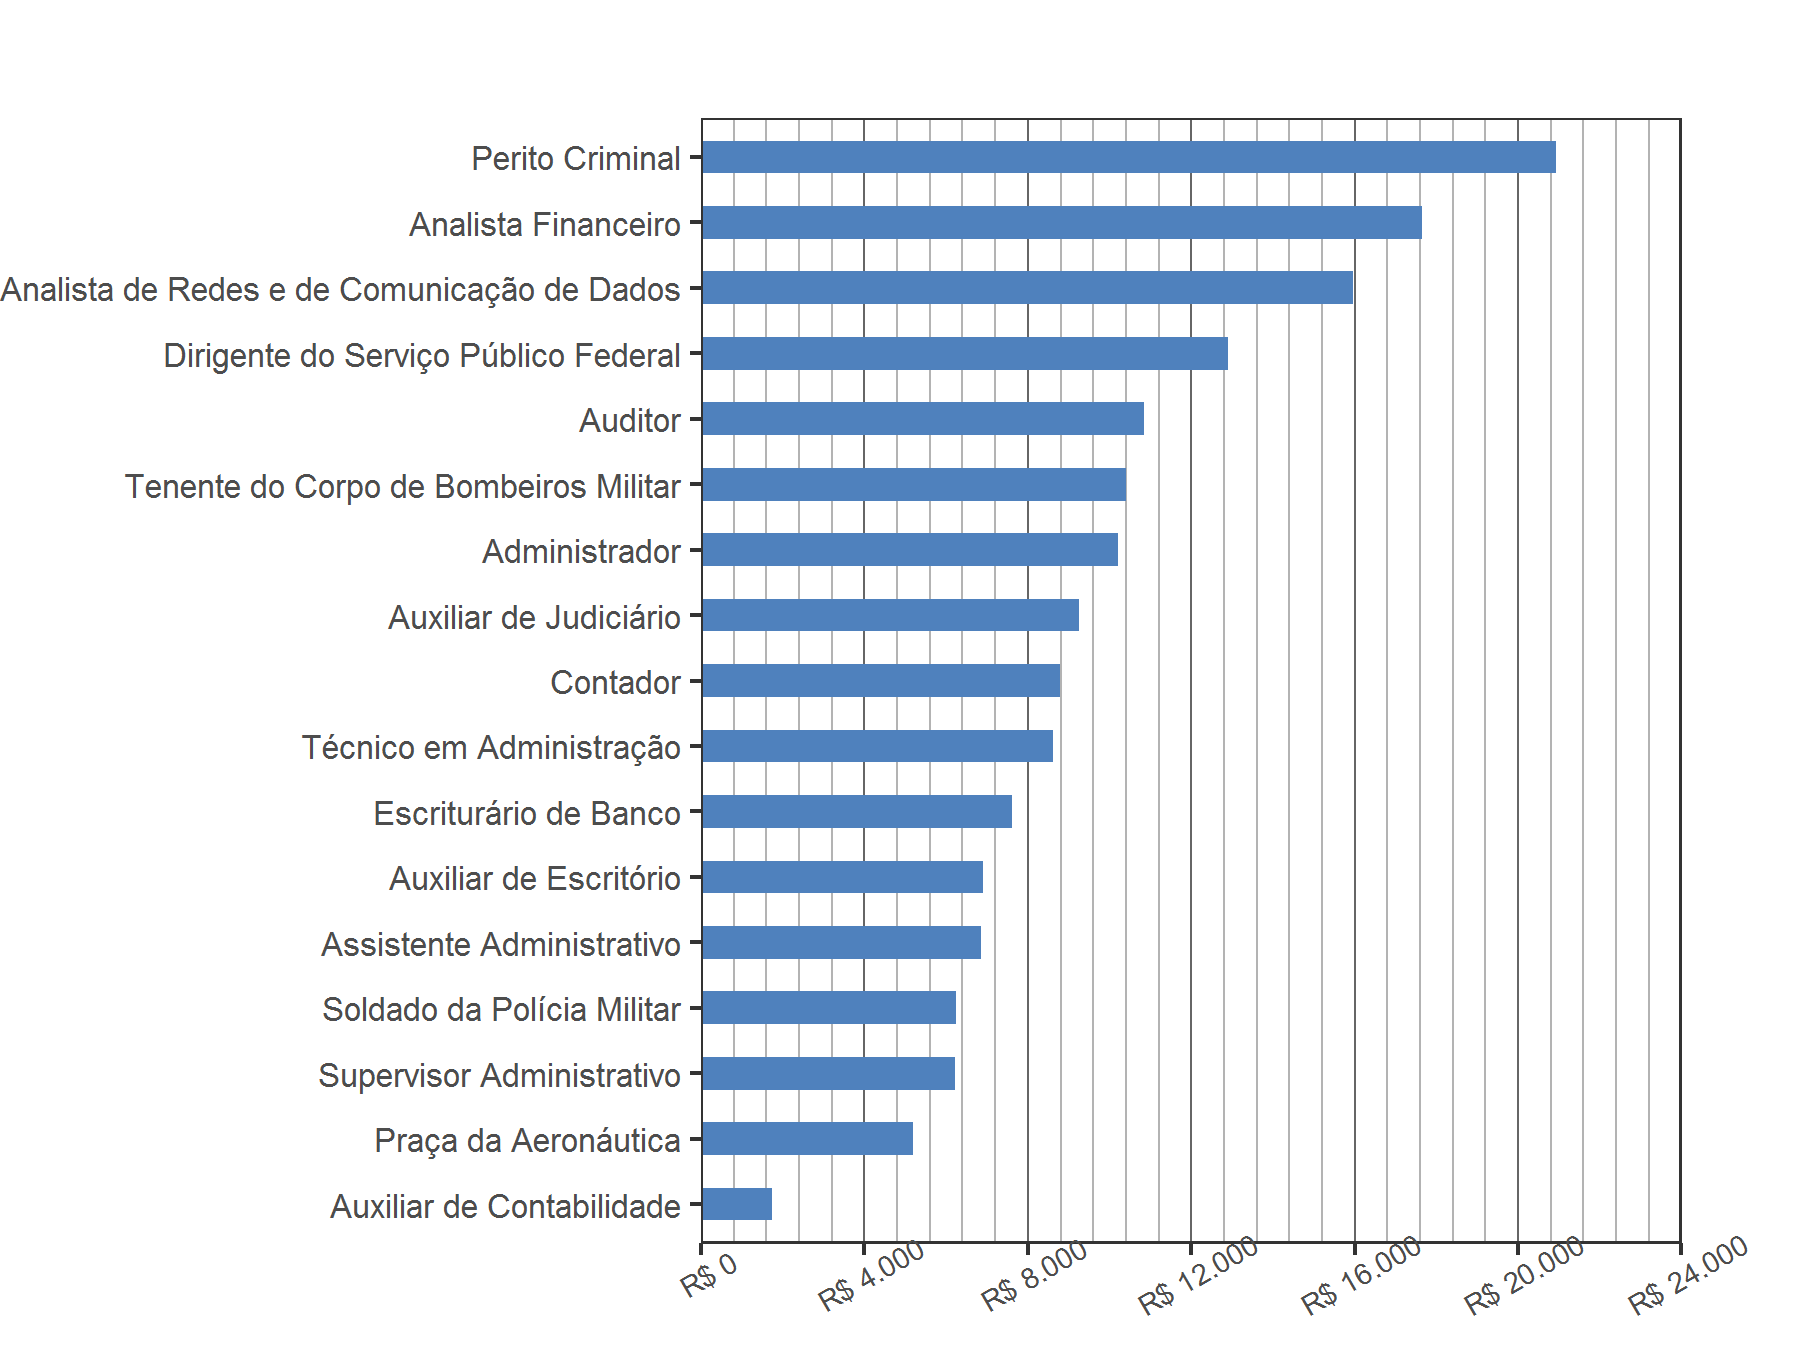 Perito Criminal
Analista Financeiro
Analista de Redes e de Comunicação de Dados
Dirigente do Serviço Público Federal
Auditor
Tenente do Corpo de Bombeiros Militar
Administrador
Auxiliar de Judiciário
Contador
Técnico em Administração
Escriturário de Banco
Auxiliar de Escritório
Assistente Administrativo
Soldado da Polícia Militar
Supervisor Administrativo
Praça da Aeronáutica
Auxiliar de Contabilidade
R$ 0
R$ 4.000
R$ 8.000
R$ 12.000
R$ 16.000
R$ 20.000
R$ 24.000